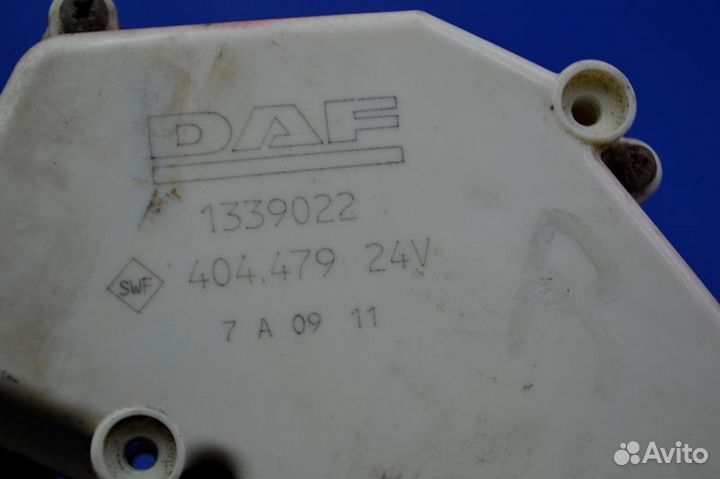 DAF
1339022
404.479 24V
SWF
7 A 09 11
R
Avito